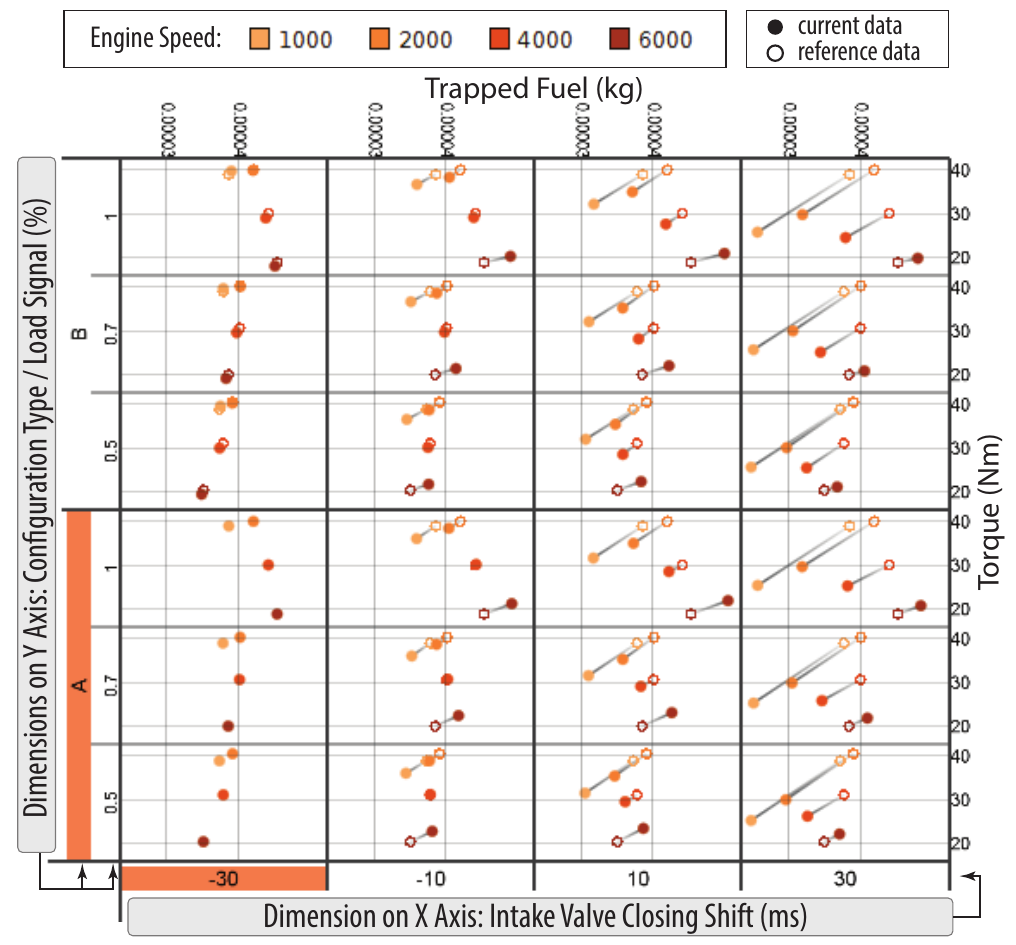 Engine Speed: 1000 2000 4000 6000
current data
reference data
Trapped Fuel (kg)
Dimensions on Y Axis: Configuration Type / Load Signal (%)
B
1
40
30
20
0.7
40
30
20
0.5
40
30
20
A
1
40
30
20
0.7
40
30
20
0.5
40
30
20
Torque (Nm)
-30 -10 10 30
Dimension on X Axis: Intake Valve Closing Shift (ms)